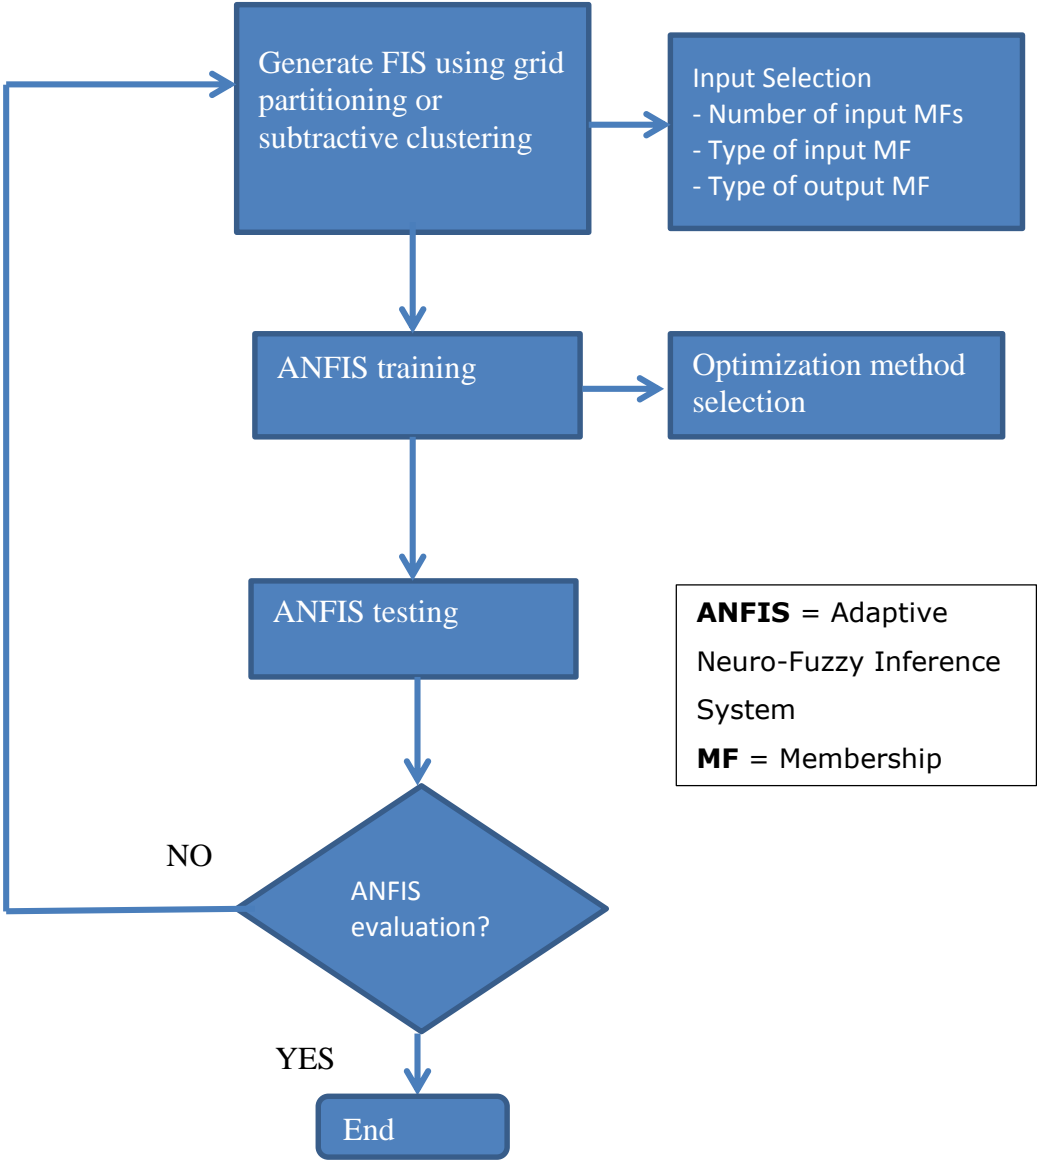 Generate FIS using grid
partitioning or
subtractive clustering
Input Selection
- Number of input MFs
- Type of input MF
- Type of output MF
ANFIS training
Optimization method
selection
ANFIS testing
ANFIS = Adaptive
Neuro-Fuzzy Inference
System
MF = Membership
NO
ANFIS
evaluation?
YES
End